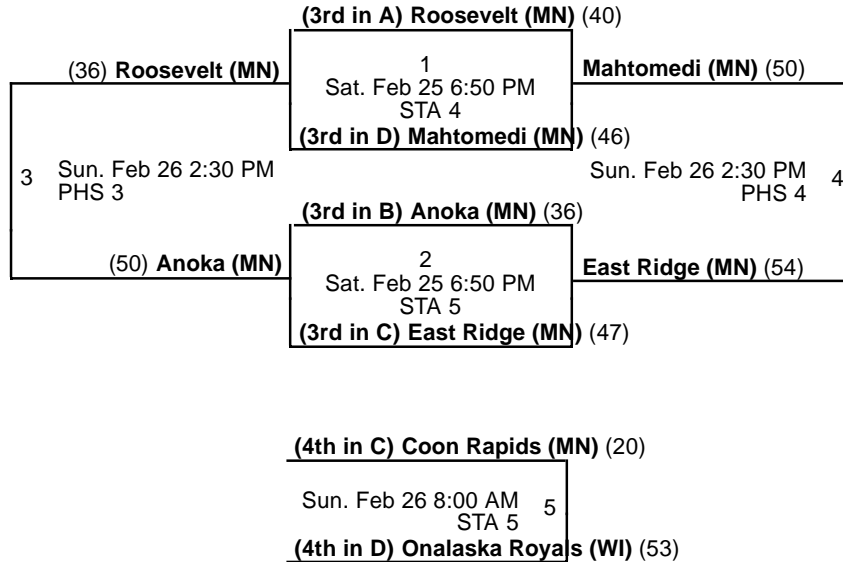 (3rd in A) Roosevelt (MN) (40)
(36) Roosevelt (MN)
1
Sat. Feb 25 6:50 PM
STA 4
Mahtomedi (MN) (50)
(3rd in D) Mahtomedi (MN) (46)
3
Sun. Feb 26 2:30 PM
PHS 3
Sun. Feb 26 2:30 PM
PHS 4
4
(3rd in B) Anoka (MN) (36)
(50) Anoka (MN)
2
Sat. Feb 25 6:50 PM
STA 5
East Ridge (MN) (54)
(3rd in C) East Ridge (MN) (47)
(4th in C) Coon Rapids (MN) (20)
Sun. Feb 26 8:00 AM
STA 5
5
(4th in D) Onalaska Royals (WI) (53)